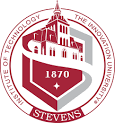 INSTITUTE OF TECHNOLOGY
THE INNOVATION UNIVERSITY®
1870
STEVENS